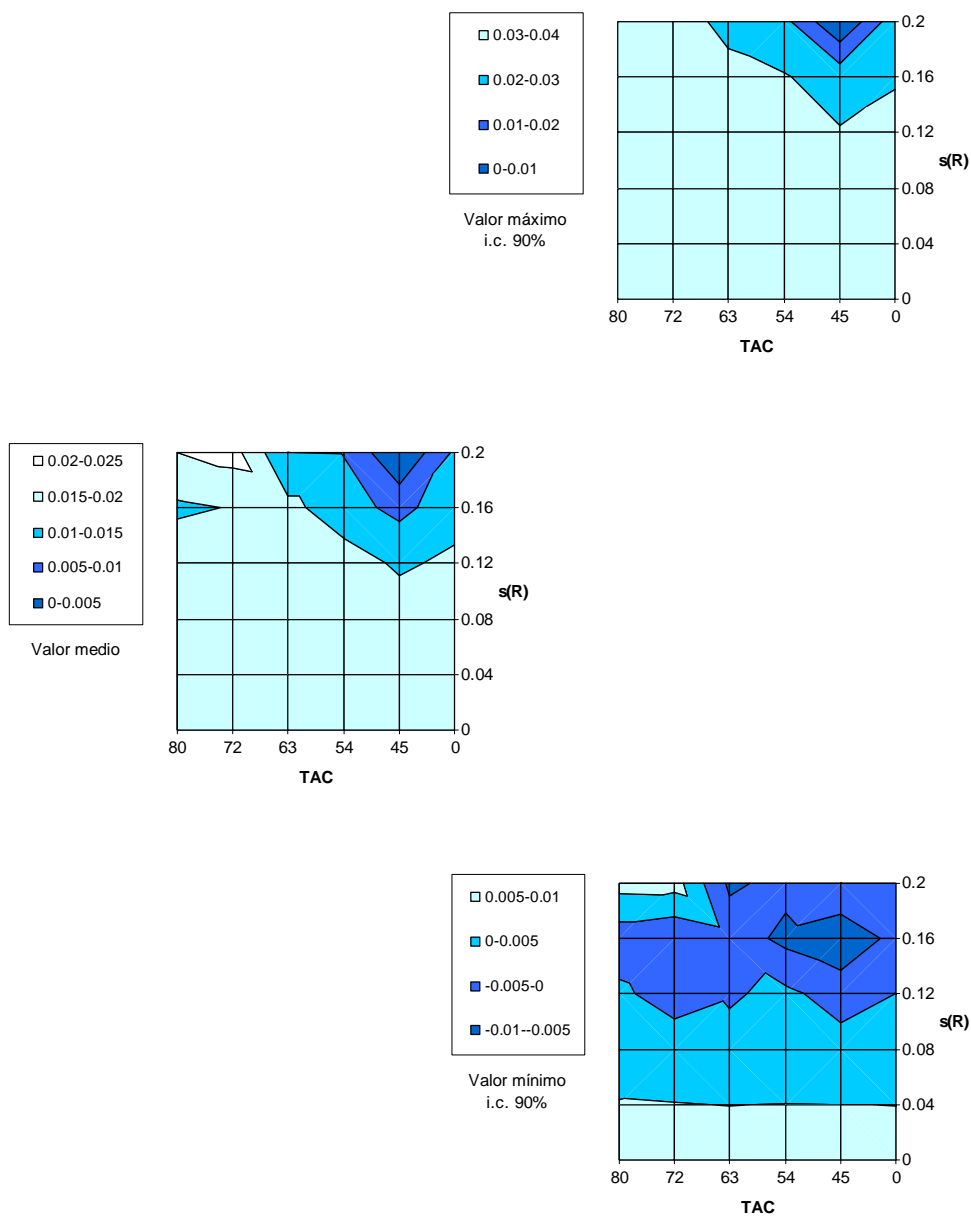 0.03-0.04
0.02-0.03
0.01-0.02
0-0.01
Valor máximo
i.c. 90%
0.2
0.16
0.12
0.08
0.04
0
s(R)
80 72 63 54 45 0
TAC
0.02-0.025
0.015-0.02
0.01-0.015
0.005-0.01
0-0.005
Valor medio
0.2
0.16
0.12
0.08
0.04
0
s(R)
80 72 63 54 45 0
TAC
0.005-0.01
0-0.005
-0.005-0
-0.01--0.005
Valor mínimo
i.c. 90%
0.2
0.16
0.12
0.08
0.04
0
s(R)
80 72 63 54 45 0
TAC